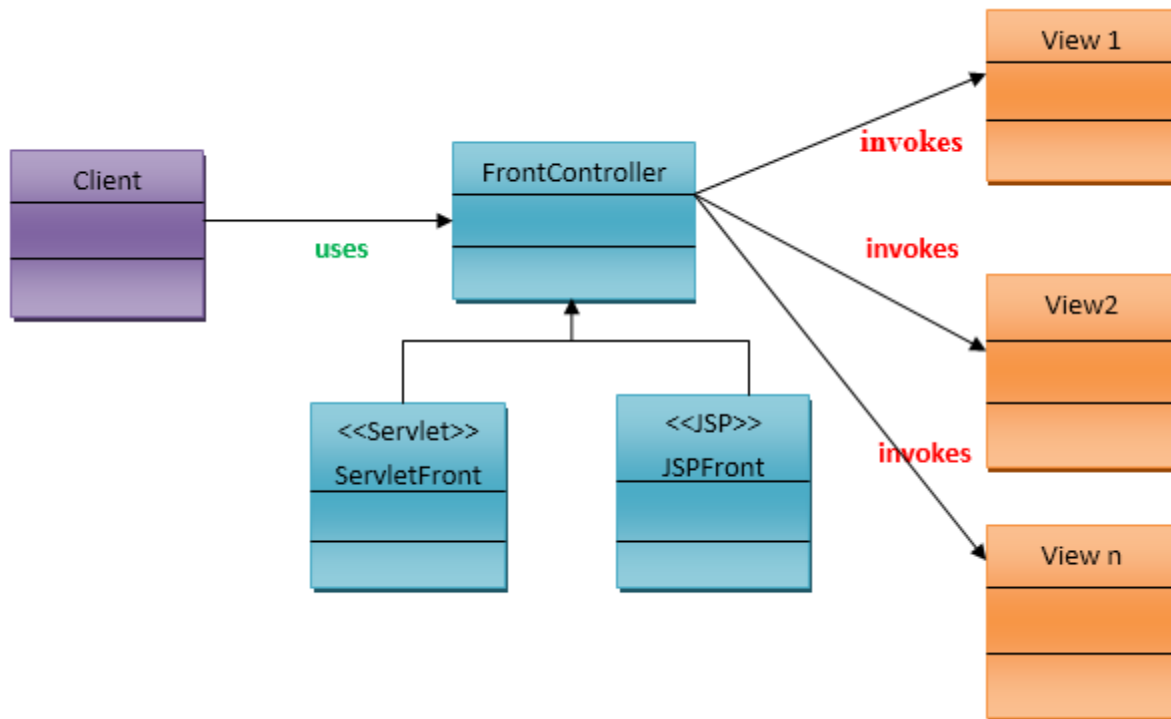 View 1
invokes
Client
FrontController
uses
invokes
View2
<<Servlet>>
ServletFront
<<JSP>>
JSPFront
invokes
View n